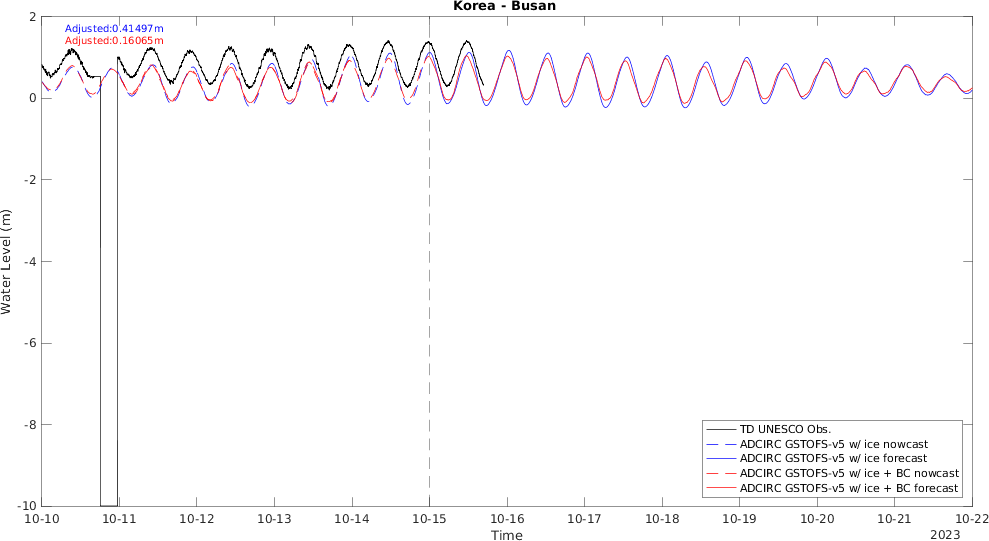 Korea - Busan
Adjusted:0.41497m
Adjusted:0.16065m
2
0
-2
-4
-6
-8
-10
Water Level (m)
TD UNESCO Obs.
ADCIRC GSTOFS-v5 w/ ice nowcast
ADCIRC GSTOFS-v5 w/ ice forecast
ADCIRC GSTOFS-v5 w/ ice + BC nowcast
ADCIRC GSTOFS-v5 w/ ice + BC forecast
10-10 10-11 10-12 10-13 10-14 10-15 10-16 10-17 10-18 10-19 10-20 10-21 10-22
Time
2023